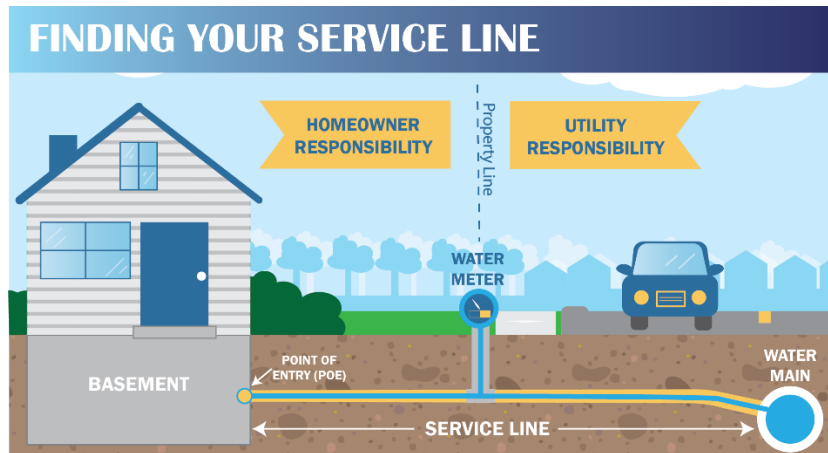 FINDING YOUR SERVICE LINE
HOMEOWNER
RESPONSIBILITY
Property Line
UTILITY
RESPONSIBILITY
WATER
METER
POINT OF
ENTRY (POE)
BASEMENT
WATER
MAIN
SERVICE LINE